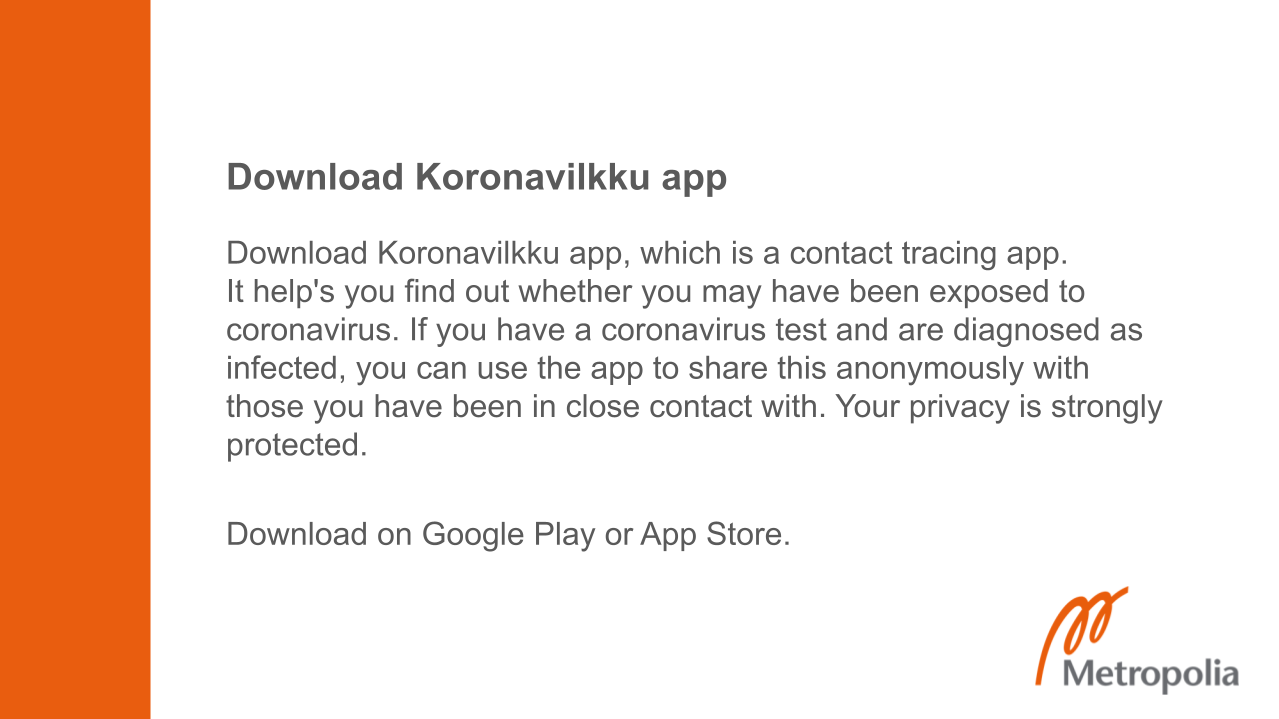 Download Koronavilkku app
Download Koronavilkku app, which is a contact tracing app.
It help's you find out whether you may have been exposed to
coronavirus. If you have a coronavirus test and are diagnosed as
infected, you can use the app to share this anonymously with
those you have been in close contact with. Your privacy is strongly
protected.
Download on Google Play or App Store.
Metropolia